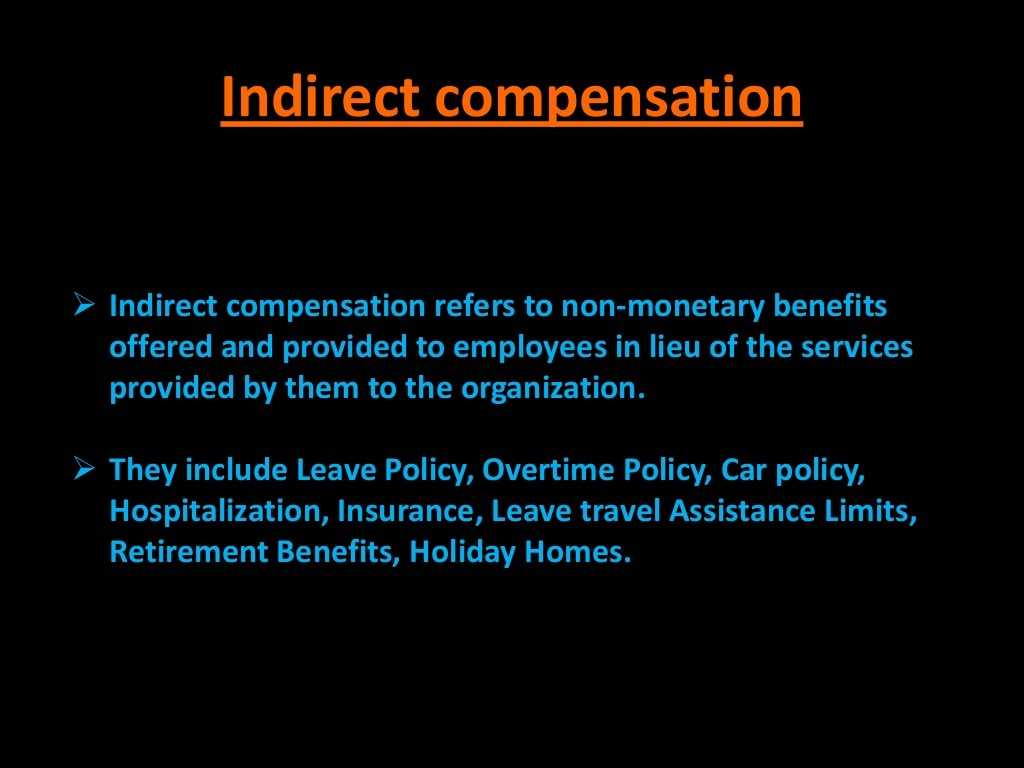 Indirect compensation
➢ Indirect compensation refers to non-monetary benefits
offered and provided to employees in lieu of the services
provided by them to the organization.
➢ They include Leave Policy, Overtime Policy, Car policy,
Hospitalization, Insurance, Leave travel Assistance Limits,
Retirement Benefits, Holiday Homes.